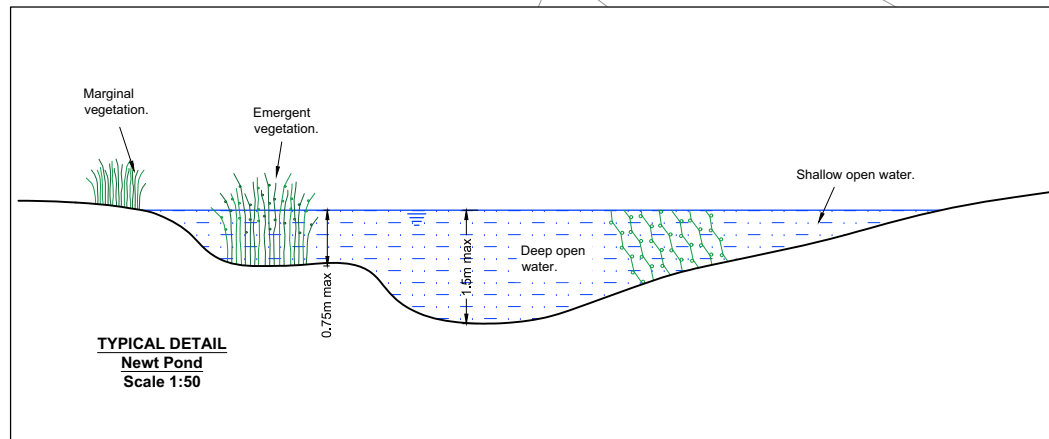 Marginal
vegetation.
Emergent
vegetation.
Shallow open water.
Deep open
water.
0.75m max
1.5m max
TYPICAL DETAIL
Newt Pond
Scale 1:50